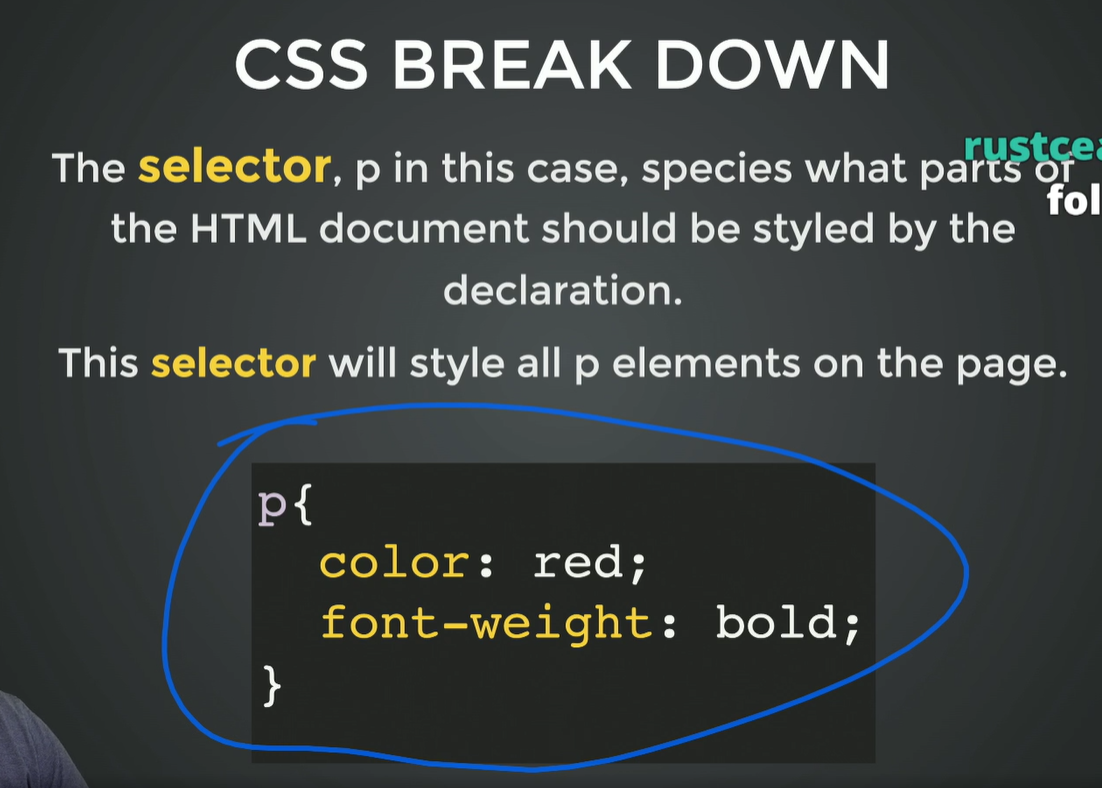 CSS BREAK DOWN
rustcea
The selector, p in this case, species what parts of
fol
the HTML document should be styled by the
declaration.
This selector will style all p elements on the page.
p{
color: red;
font-weight: bold;
}